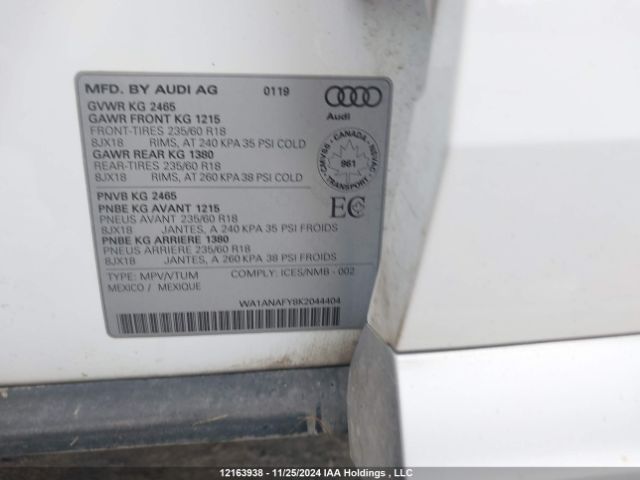 MFD. BY AUDI AG 0119
Audi
GVWR KG 2465
GAWR FRONT KG 1215
FRONT-TIRES 235/60 R18
8JX18 RIMS, AT 240 KPA 35 PSI COLD
GAWR REAR KG 1380
REAR-TIRES 235/60 R18
8JX18 RIMS, AT 260 KPA 38 PSI COLD
CMVSS - CANADA - NSVAC
961
TRANSPORT
PNVB KG 2465
PNBE KG AVANT 1215
PNEUS AVANT 235/60 R18
8JX18 JANTES, A 240 KPA 35 PSI FROIDS
PNBE KG ARRIERE 1380
PNEUS ARRIERE 235/60 R18
8JX18 JANTES, A 260 KPA 38 PSI FROIDS
EC
TYPE: MPV/VTUM COMPLY: ICES/NMB - 002
MEXICO / MEXIQUE
WA1ANAFY8K2044404
12163938 - 11/25/2024 IAA Holdings , LLC